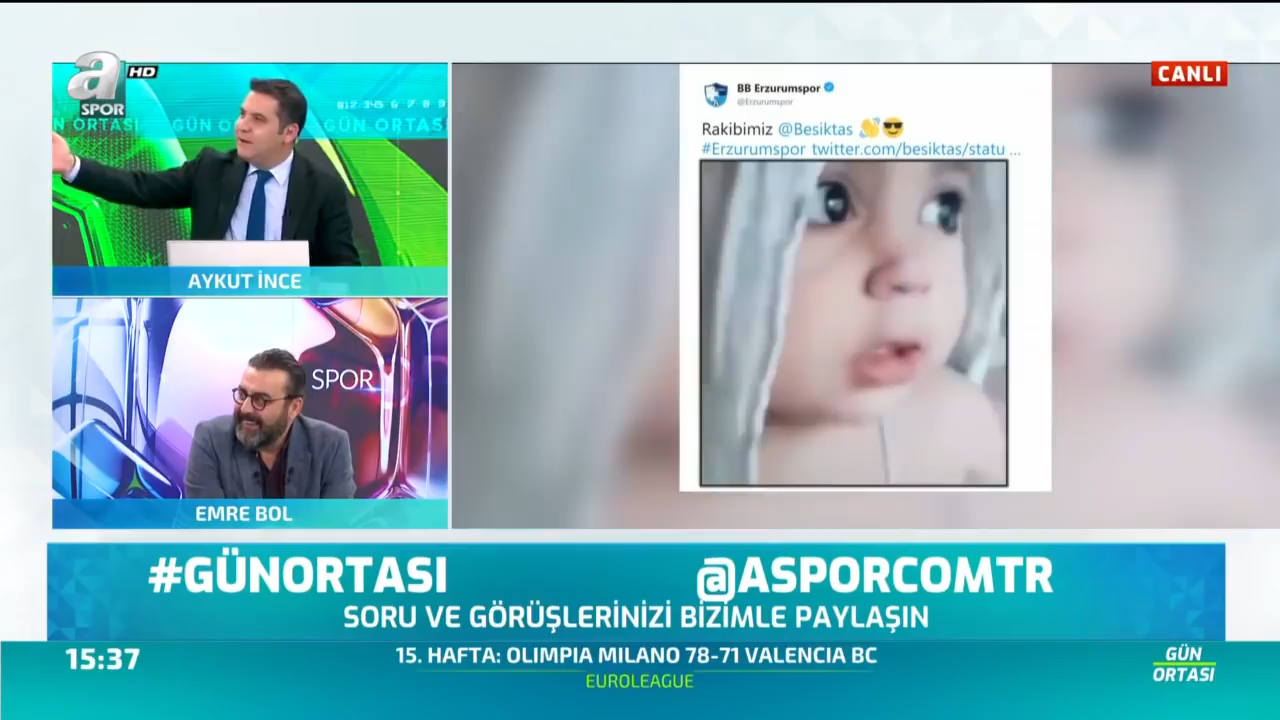 a
HD
SPOR
N ORTASI GÜN O GÜN ORTASI
CANLI
BB Erzurumspor
@Erzurumspor
Rakibimiz @Besiktas 👋😎
#Erzurumspor twitter.com/besiktas/statu ...
AYKUT İNCE
SPOR
EMRE BOL
#GÜNORTASI
@ASPORCOMTR
SORU VE GÖRÜŞLERİNİZİ BİZİMLE PAYLAŞIN
15:37
15. HAFTA: OLIMPIA MILANO 78-71 VALENCIA BC
EUROLEAGUE
GÜN
ORTASI